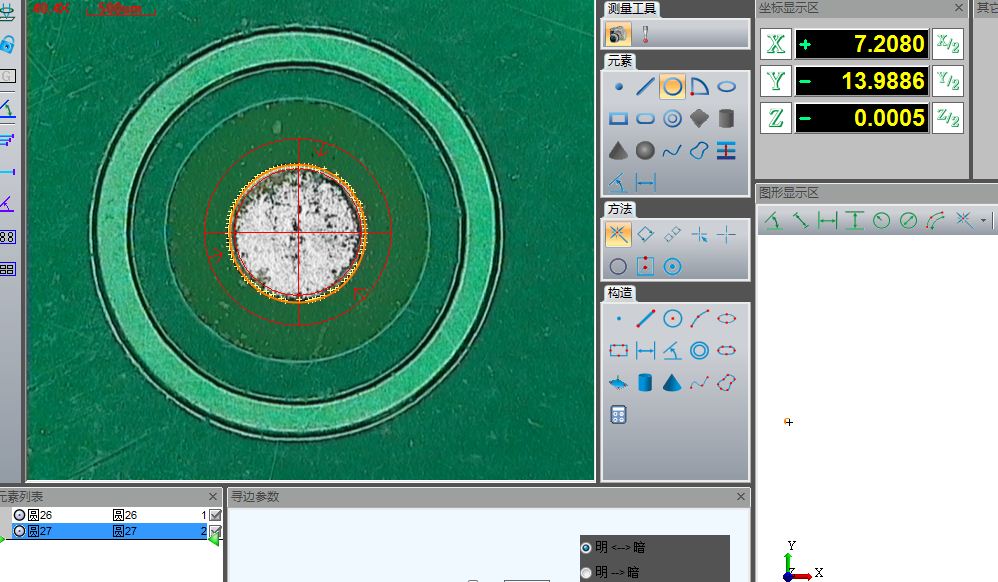 40.4X 500um
测量工具
元素
方法
构造
坐标显示区
其它
X + 7.2080 X/2
Y - 13.9886 Y/2
Z - 0.0005 Z/2
图形显示区
Y
X
元素列表
圆26 圆26 1
圆27 圆27 2
寻边参数
明 <--> 暗
明 --> 暗